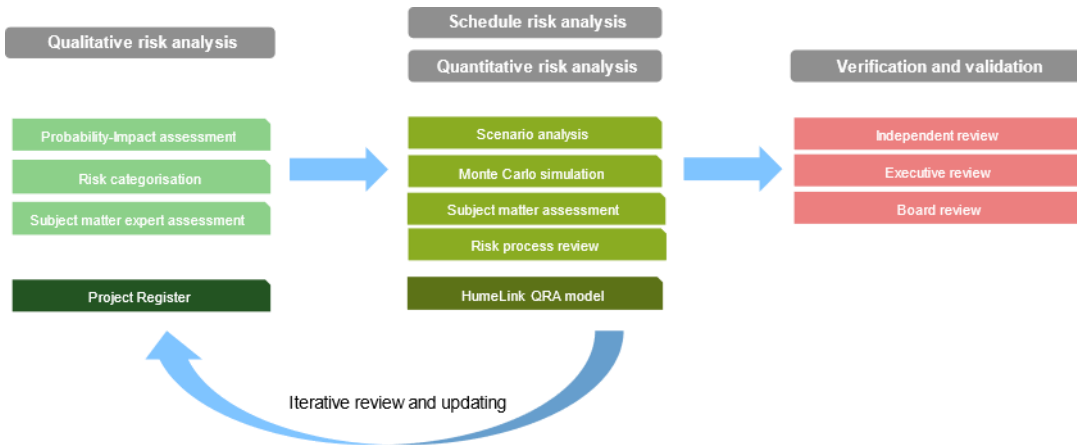 Qualitative risk analysis
Probability-Impact assessment
Risk categorisation
Subject matter expert assessment
Project Register
Schedule risk analysis
Quantitative risk analysis
Scenario analysis
Monte Carlo simulation
Subject matter assessment
Risk process review
HumeLink QRA model
Verification and validation
Independent review
Executive review
Board review
Iterative review and updating